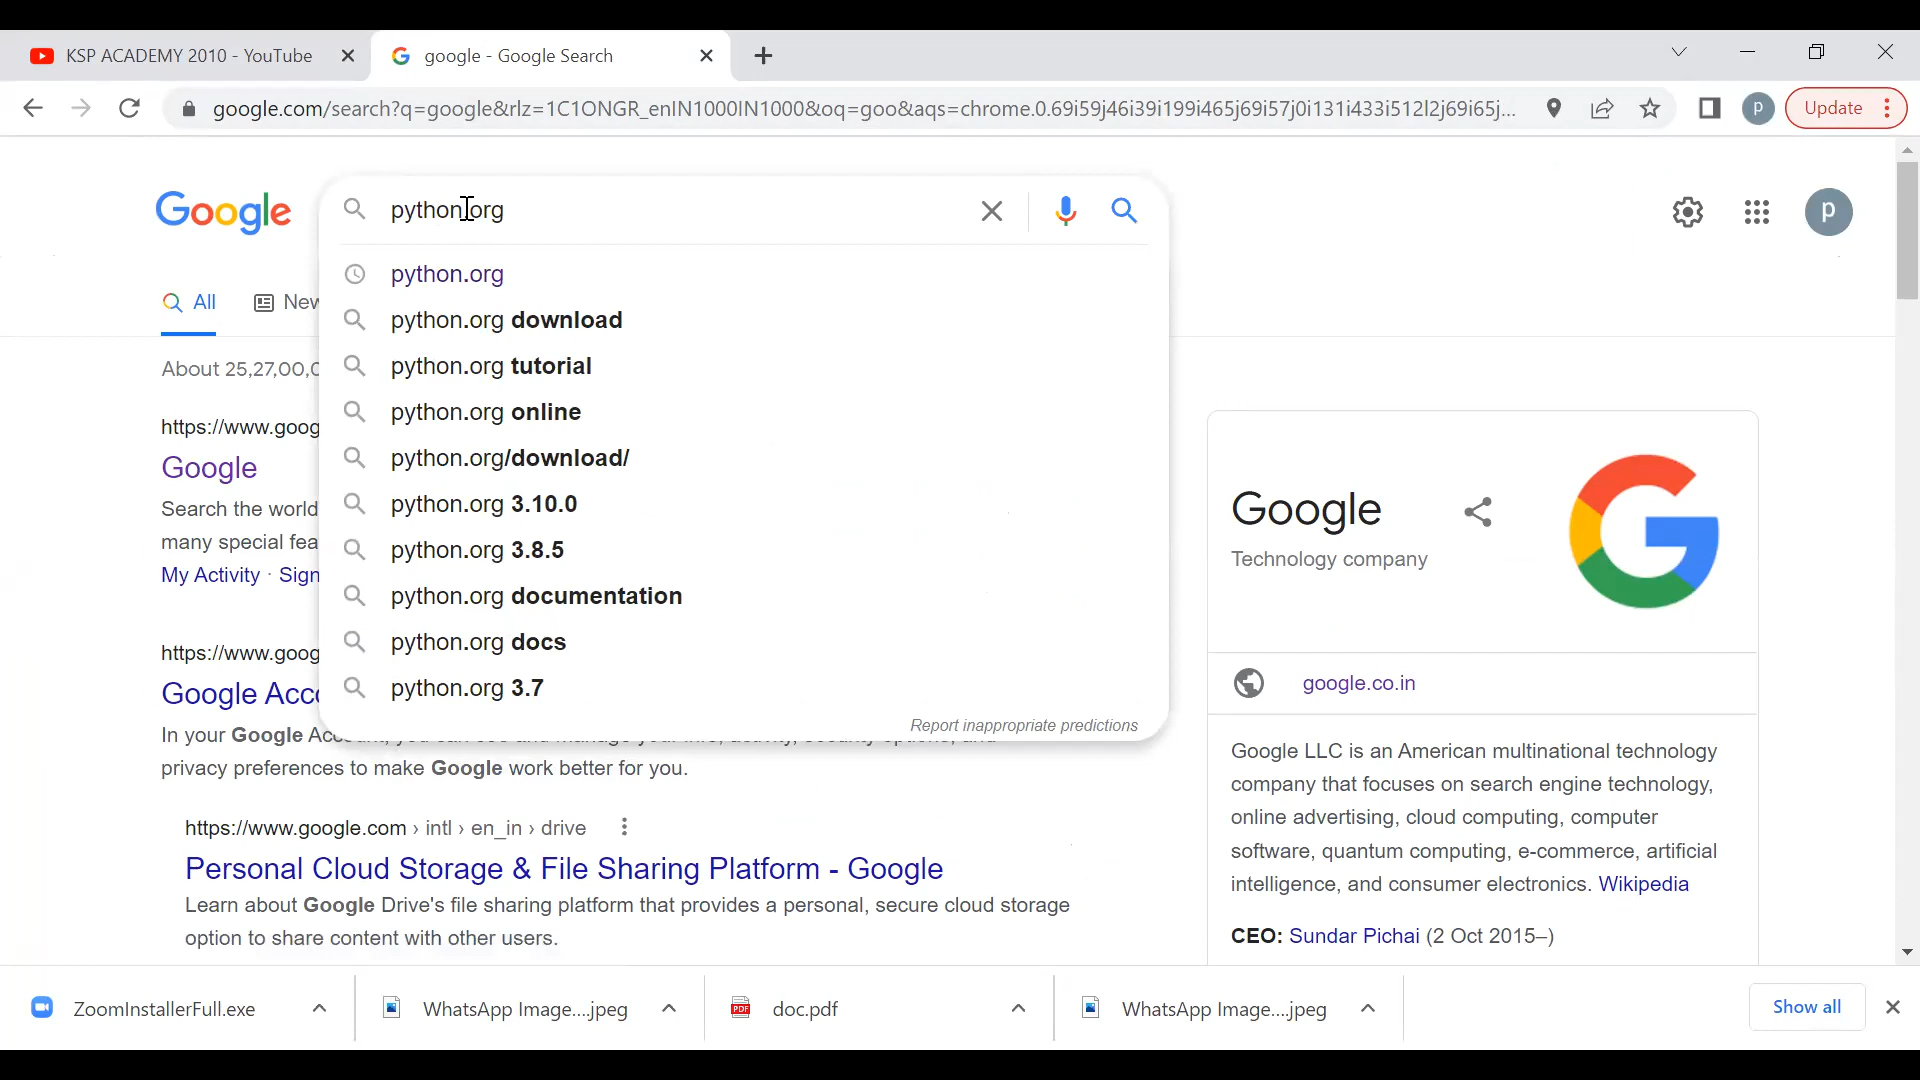 KSP ACADEMY 2010 - YouTube
google - Google Search
google.com/search?q=google&rlz=1C1ONGR_enIN1000IN1000&oq=goo&aqs=chrome.0.69i59j46i39i199i465j69i57j0i131i433i512l2j69i65j...
p
Update
Google
python.org
p
python.org
python.org download
python.org tutorial
python.org online
python.org/download/
python.org 3.10.0
python.org 3.8.5
python.org documentation
python.org docs
python.org 3.7
Report inappropriate predictions
All
New
About 25,27,00,0
https://www.goog
Google
Search the world
many special fea
My Activity · Sign
https://www.goog
Google Acco
In your Google Acc
privacy preferences to make Google work better for you.
https://www.google.com › intl › en_in › drive
Personal Cloud Storage & File Sharing Platform - Google
Learn about Google Drive's file sharing platform that provides a personal, secure cloud storage
option to share content with other users.
Google
Technology company
google.co.in
Google LLC is an American multinational technology
company that focuses on search engine technology,
online advertising, cloud computing, computer
software, quantum computing, e-commerce, artificial
intelligence, and consumer electronics. Wikipedia
CEO: Sundar Pichai (2 Oct 2015–)
ZoomInstallerFull.exe
WhatsApp Image....jpeg
PDF
doc.pdf
WhatsApp Image....jpeg
Show all